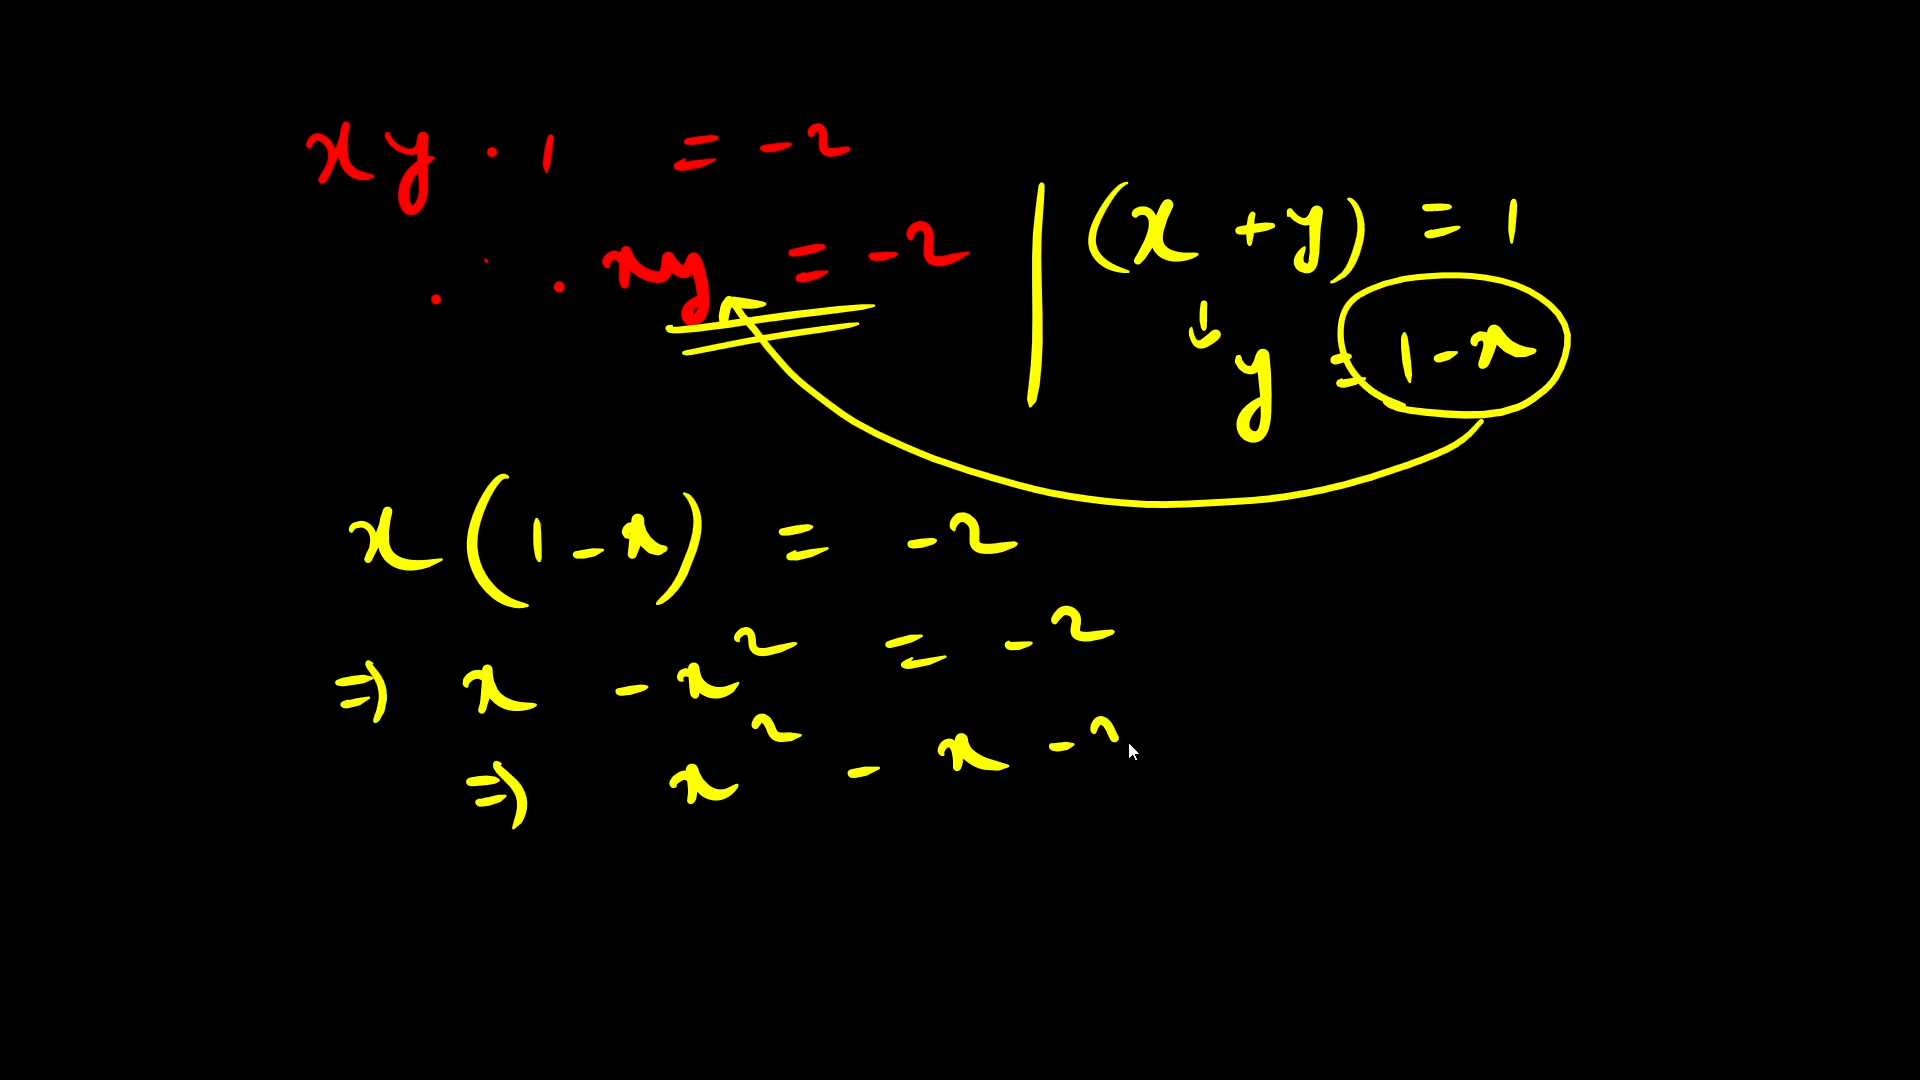 xy · 1 = -2
∴ xy = -2
(x + y) = 1
y = 1 - x
x(1 - x) = -2
⇒ x - x² = -2
⇒ x² - x - 2